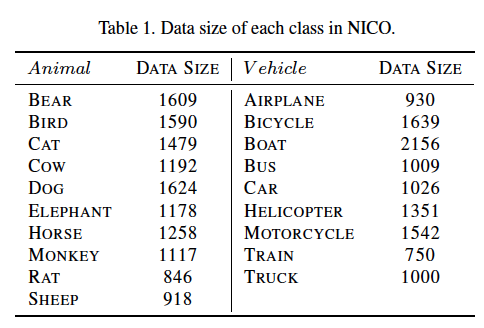 Table 1. Data size of each class in NICO.
Animal DATA SIZE Vehicle DATA SIZE
BEAR 1609 AIRPLANE 930
BIRD 1590 BICYCLE 1639
CAT 1479 BOAT 2156
COW 1192 BUS 1009
DOG 1624 CAR 1026
ELEPHANT 1178 HELICOPTER 1351
HORSE 1258 MOTORCYCLE 1542
MONKEY 1117 TRAIN 750
RAT 846 TRUCK 1000
SHEEP 918